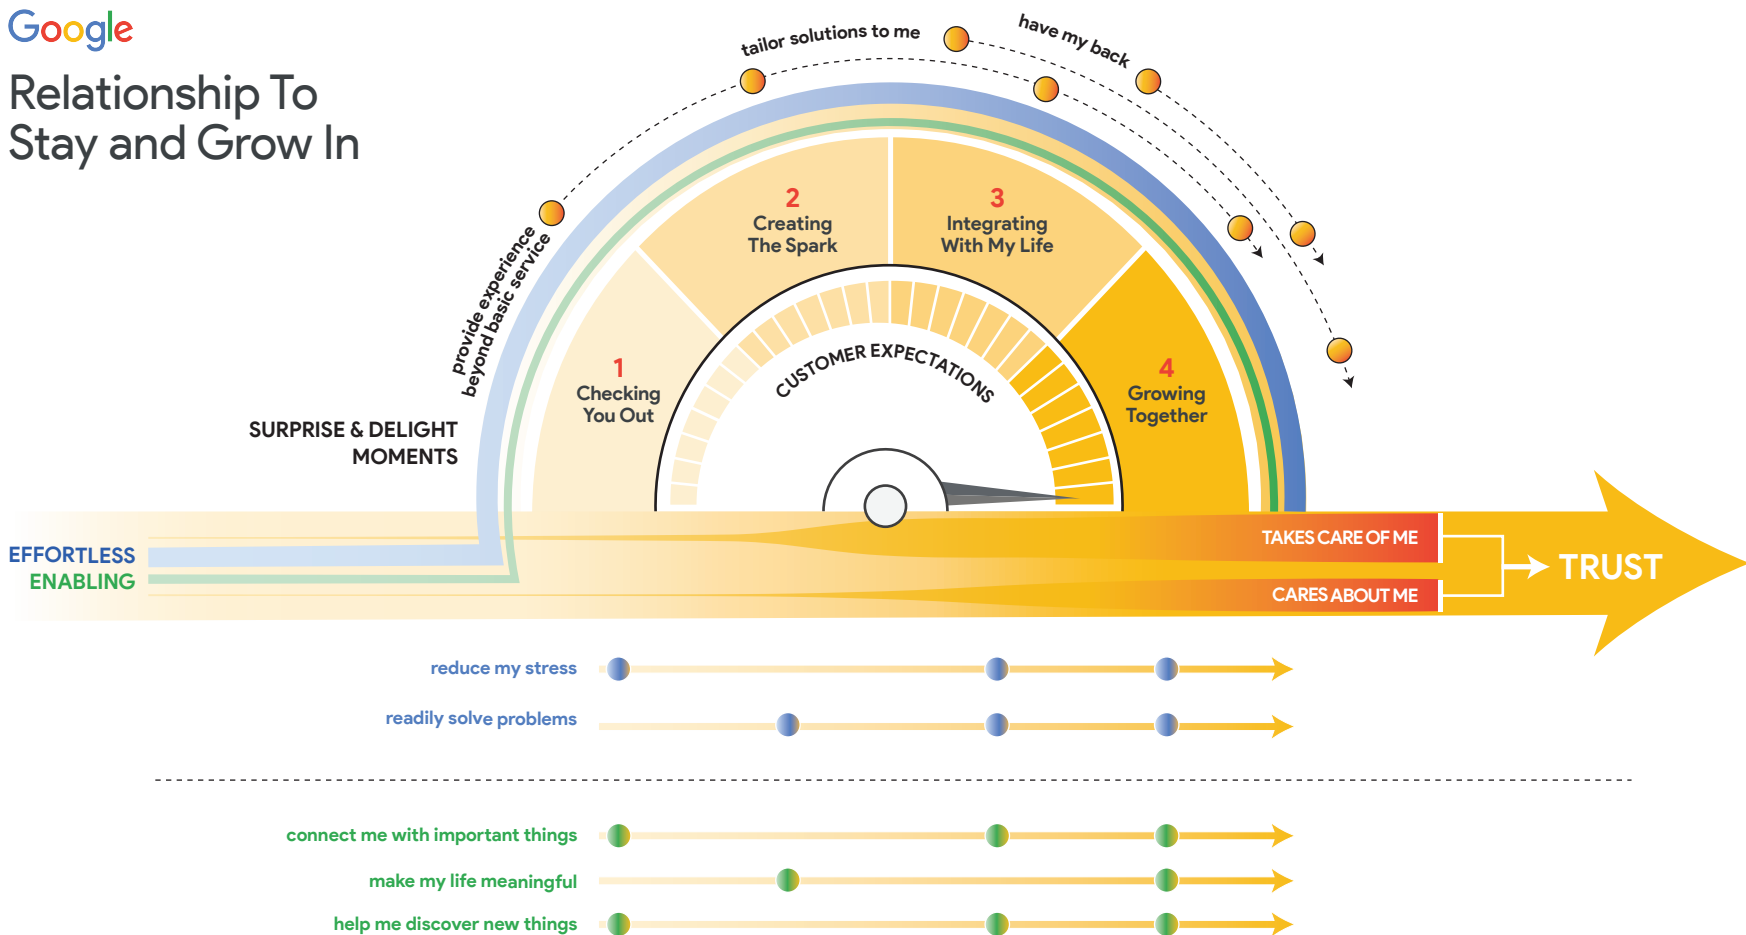 Google
Relationship To
Stay and Grow In
provide experience
beyond basic service
tailor solutions to me
have my back
SURPRISE & DELIGHT
MOMENTS
1
Checking
You Out
2
Creating
The Spark
3
Integrating
With My Life
4
Growing
Together
CUSTOMER EXPECTATIONS
EFFORTLESS
ENABLING
TAKES CARE OF ME
CARES ABOUT ME
TRUST
reduce my stress
readily solve problems
connect me with important things
make my life meaningful
help me discover new things